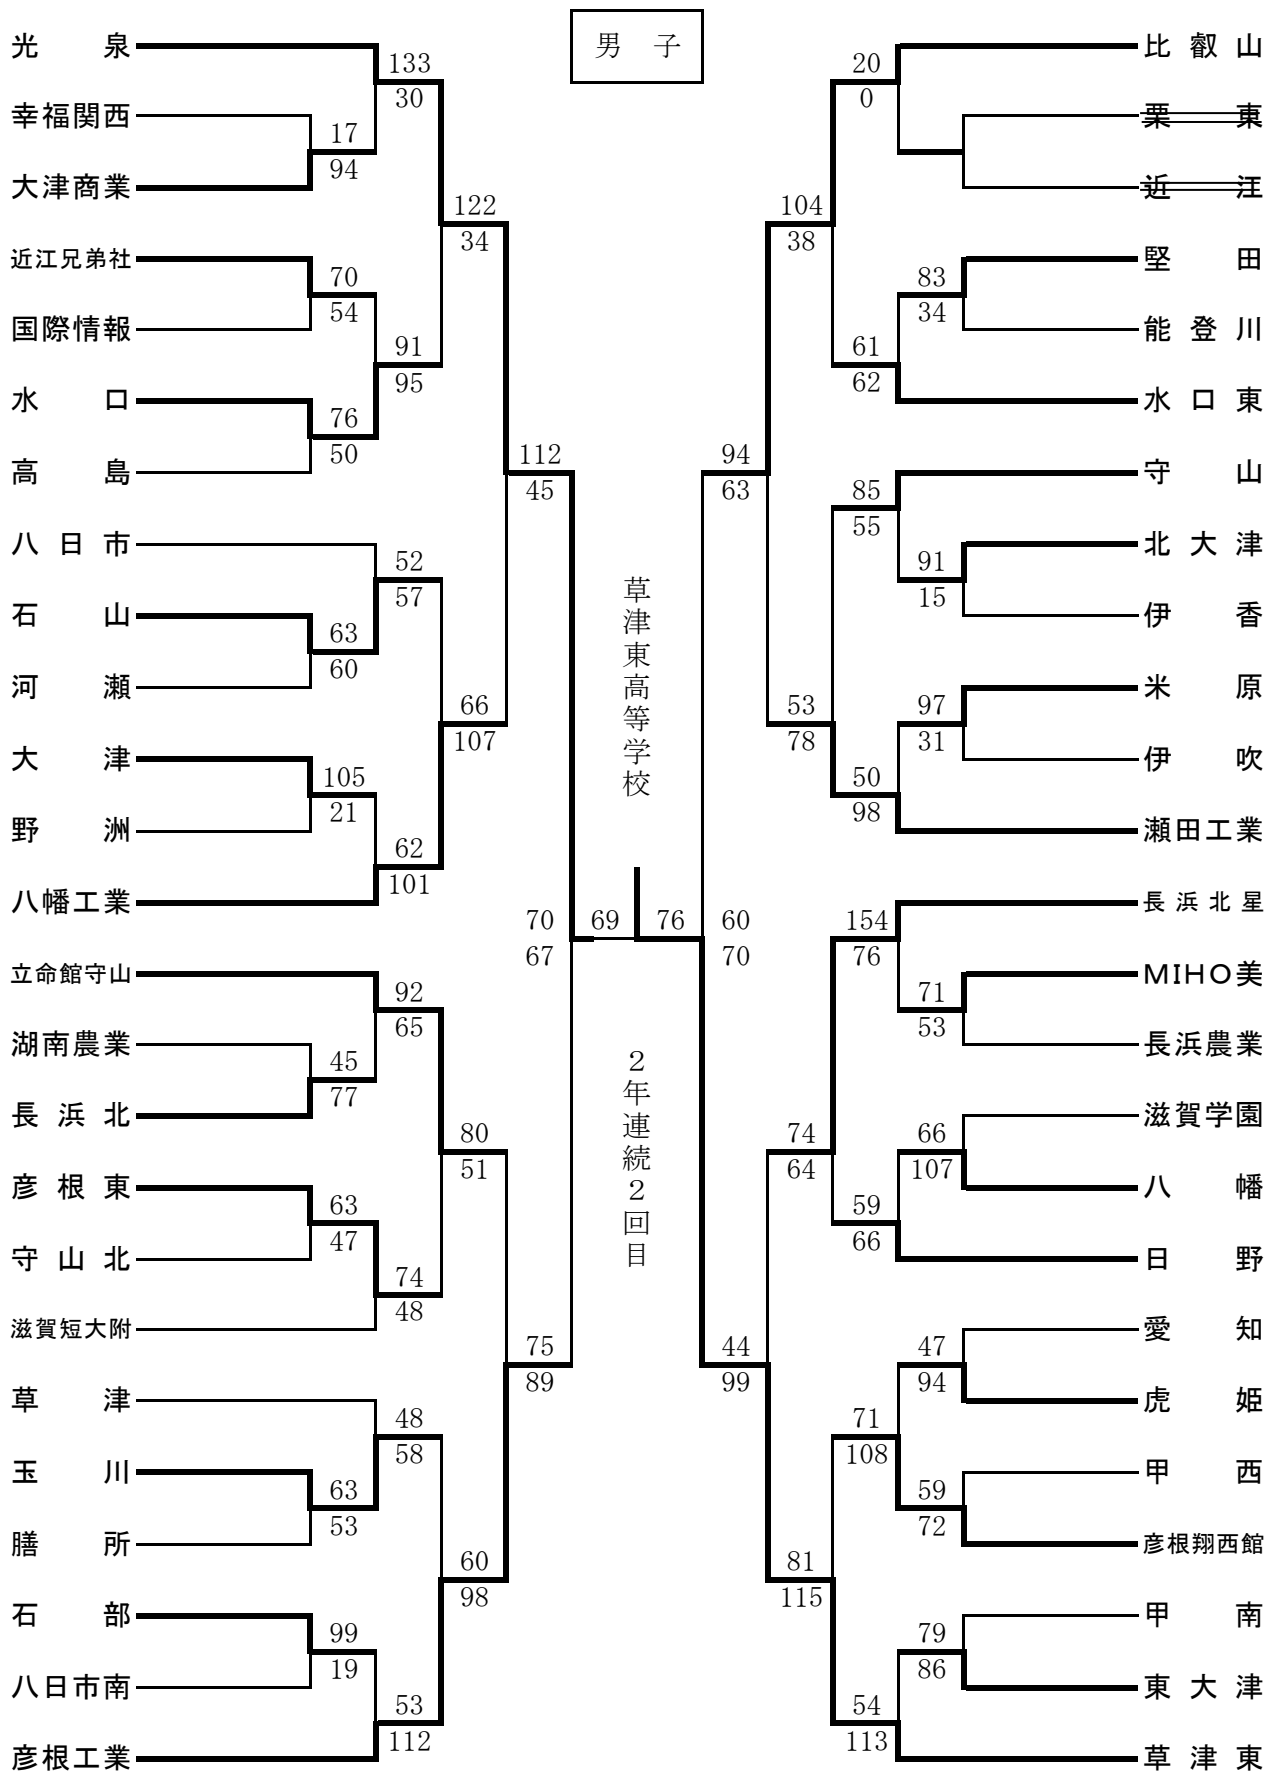 男 子
光 泉
133
30
幸福関西
17
94
大津商業
122
34
近江兄弟社
70
54
国際情報
91
95
水 口
76
50
高 島
112
45
八 日 市
52
57
石 山
63
60
河 瀬
66
107
大 津
105
21
野 洲
62
101
八幡工業
70
67
69
76
60
70
立命館守山
92
65
湖南農業
45
77
長 浜 北
80
51
彦 根 東
63
47
守 山 北
74
48
滋賀短大附
75
89
草 津
48
58
玉 川
63
53
膳 所
60
98
石 部
99
19
八日市南
53
112
彦根工業
草津東高等学校
2年連続2回目
比 叡 山
20
0
栗 東
近 江
104
38
堅 田
83
34
能 登 川
61
62
水 口 東
94
63
守 山
85
55
北 大 津
91
15
伊 香
53
78
米 原
97
31
伊 吹
50
98
瀬田工業
長 浜 北 星
154
76
MIHO美
71
53
長浜農業
74
64
滋賀学園
66
107
八 幡
59
66
日 野
44
99
愛 知
47
94
虎 姫
71
108
甲 西
59
72
彦根翔西館
81
115
甲 南
79
86
東 大 津
54
113
草 津 東